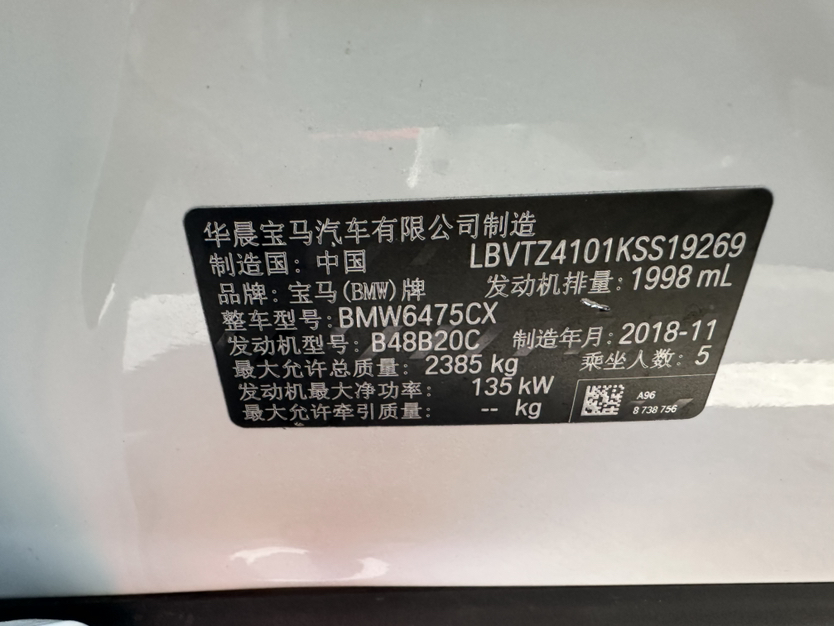 华晨宝马汽车有限公司制造
制造国: 中国 LBVTZ4101KSS19269
品牌: 宝马(BMW)牌 发动机排量: 1998 mL
整车型号: BMW6475CX
发动机型号: B48B20C 制造年月: 2018-11
最大允许总质量: 2385 kg 乘坐人数: 5
发动机最大净功率: 135 kW
最大允许牵引质量: -- kg
A96
8 738 756